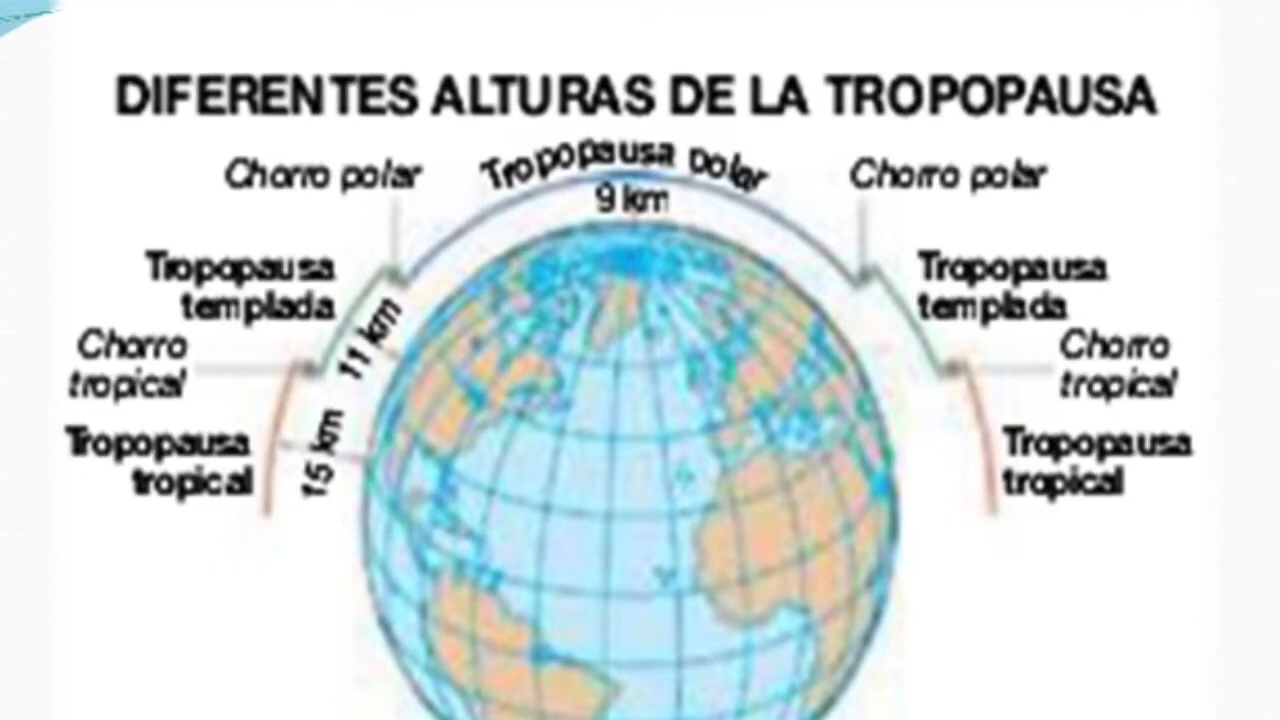 DIFERENTES ALTURAS DE LA TROPOPAUSA
Tropopausa polar
Chorro polar
Chorro polar
9 km
Tropopausa
templada
Tropopausa
templada
11 km
Chorro
tropical
Chorro
tropical
15 km
Tropopausa
tropical
Tropopausa
tropical